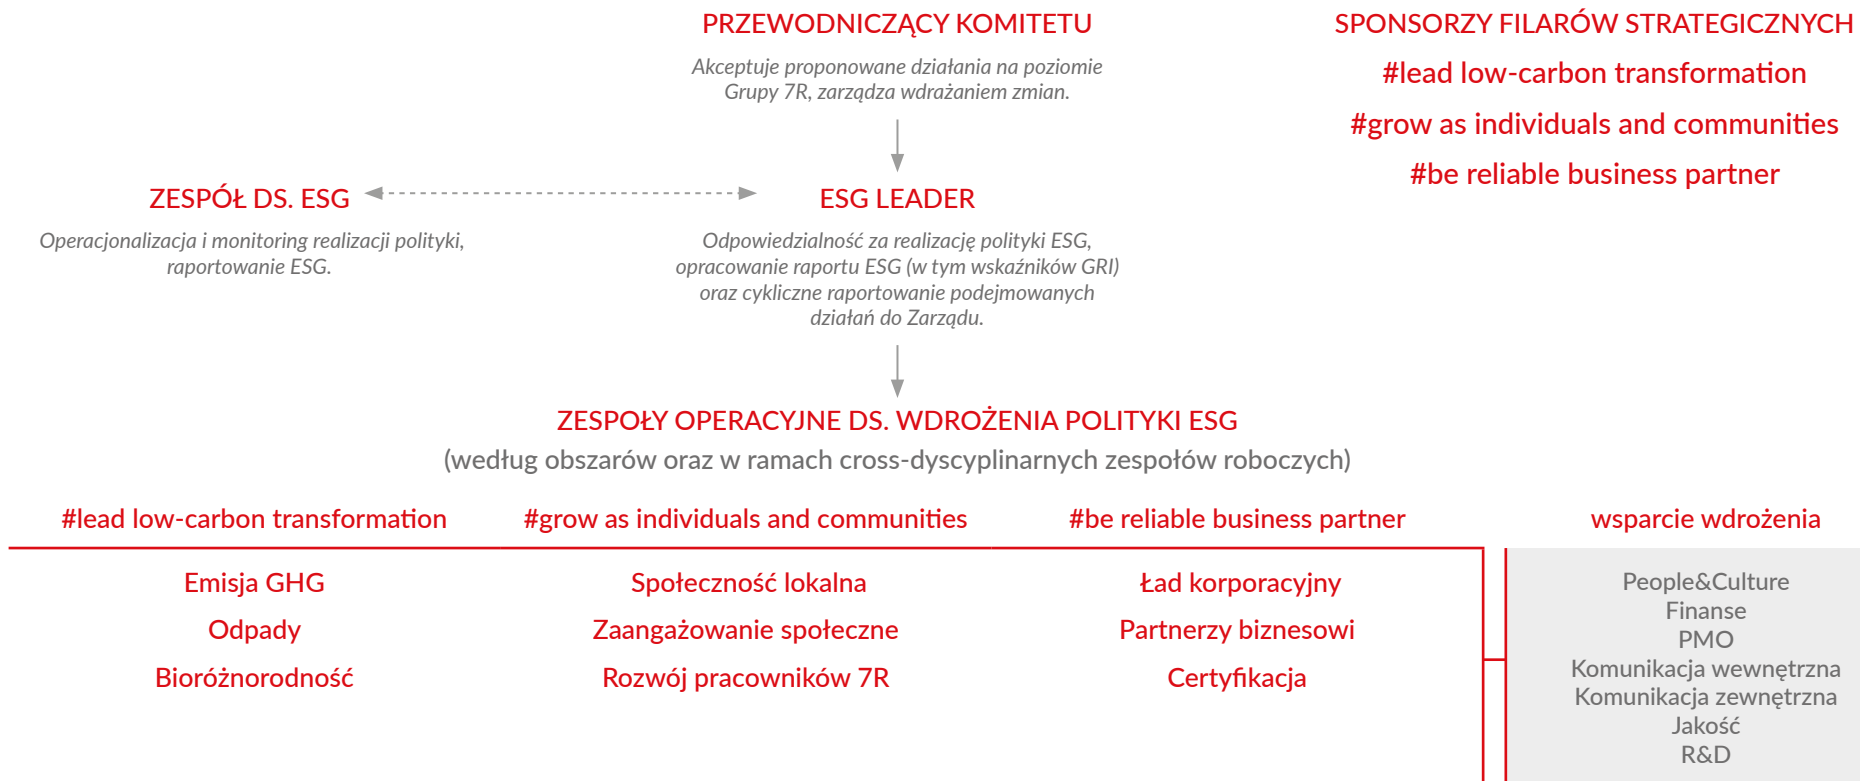 PRZEWODNICZĄCY KOMITETU
Akceptuje proponowane działania na poziomie
Grupy 7R, zarządza wdrażaniem zmian.
SPONSORZY FILARÓW STRATEGICZNYCH
#lead low-carbon transformation
#grow as individuals and communities
#be reliable business partner
ZESPÓŁ DS. ESG
Operacjonalizacja i monitoring realizacji polityki,
raportowanie ESG.
ESG LEADER
Odpowiedzialność za realizację polityki ESG,
opracowanie raportu ESG (w tym wskaźników GRI)
oraz cykliczne raportowanie podejmowanych
działań do Zarządu.
ZESPOŁY OPERACYJNE DS. WDROŻENIA POLITYKI ESG
(według obszarów oraz w ramach cross-dyscyplinarnych zespołów roboczych)
#lead low-carbon transformation
Emisja GHG
Odpady
Bioróżnorodność
#grow as individuals and communities
Społeczność lokalna
Zaangażowanie społeczne
Rozwój pracowników 7R
#be reliable business partner
Ład korporacyjny
Partnerzy biznesowi
Certyfikacja
wsparcie wdrożenia
People&Culture
Finanse
PMO
Komunikacja wewnętrzna
Komunikacja zewnętrzna
Jakość
R&D